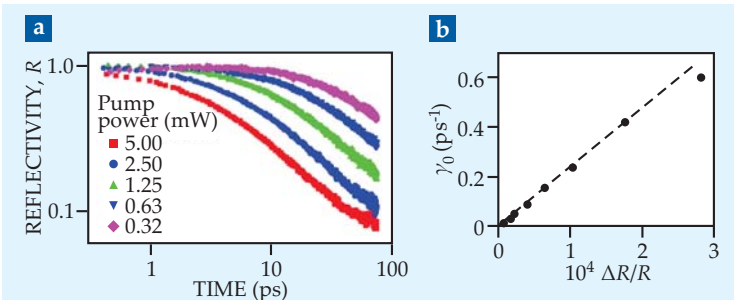 a
REFLECTIVITY, R
1.0
0.1
Pump
power (mW)
5.00
2.50
1.25
0.63
0.32
1
10
100
TIME (ps)
b
γ₀ (ps⁻¹)
0.6
0.4
0.2
0
0
1
2
3
10⁴ ΔR/R